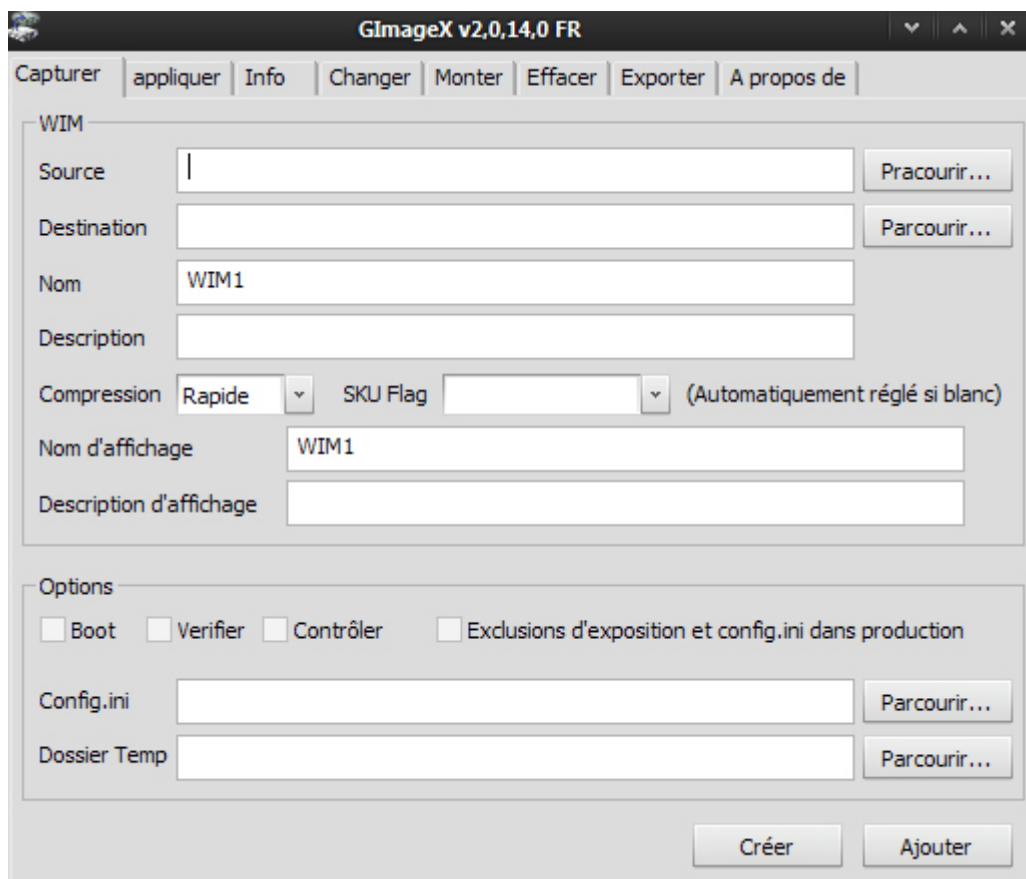 GImageX v2,0,14,0 FR
Capturer appliquer Info Changer Monter Effacer Exporter A propos de
WIM
Source Pracourir...
Destination Parcourir...
Nom WIM1
Description
Compression Rapide SKU Flag (Automatiquement réglé si blanc)
Nom d'affichage WIM1
Description d'affichage
Options
Boot Verifier Contrôler Exclusions d'exposition et config.ini dans production
Config.ini Parcourir...
Dossier Temp Parcourir...
Créer Ajouter